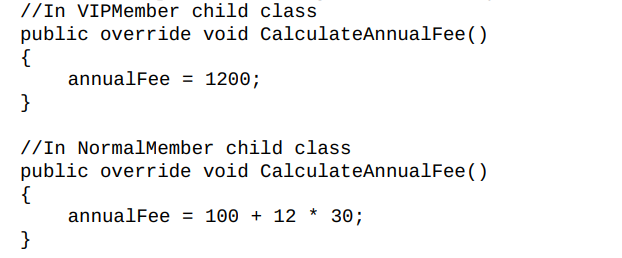 //In VIPMember child class
public override void CalculateAnnualFee()
{
    annualFee = 1200;
}

//In NormalMember child class
public override void CalculateAnnualFee()
{
    annualFee = 100 + 12 * 30;
}